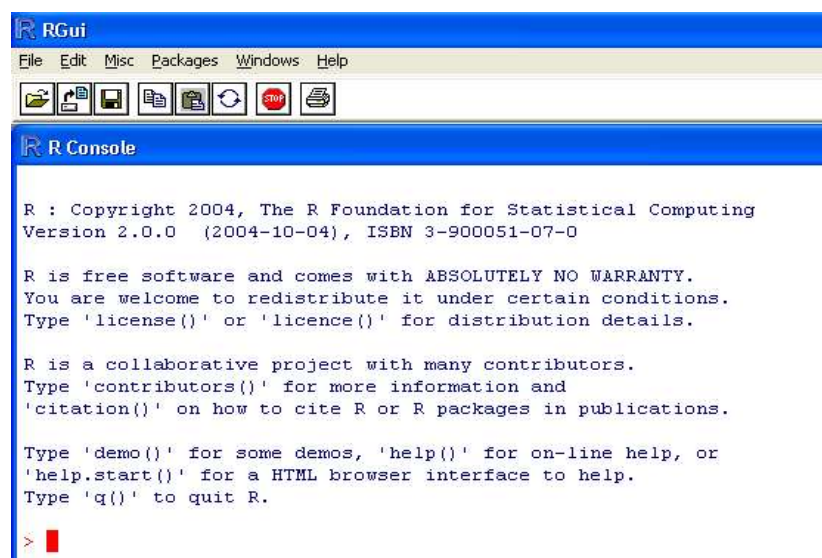 RGui
File Edit Misc Packages Windows Help
STOP
R Console
R : Copyright 2004, The R Foundation for Statistical Computing
Version 2.0.0  (2004-10-04), ISBN 3-900051-07-0
R is free software and comes with ABSOLUTELY NO WARRANTY.
You are welcome to redistribute it under certain conditions.
Type 'license()' or 'licence()' for distribution details.
R is a collaborative project with many contributors.
Type 'contributors()' for more information and
'citation()' on how to cite R or R packages in publications.
Type 'demo()' for some demos, 'help()' for on-line help, or
'help.start()' for a HTML browser interface to help.
Type 'q()' to quit R.
>